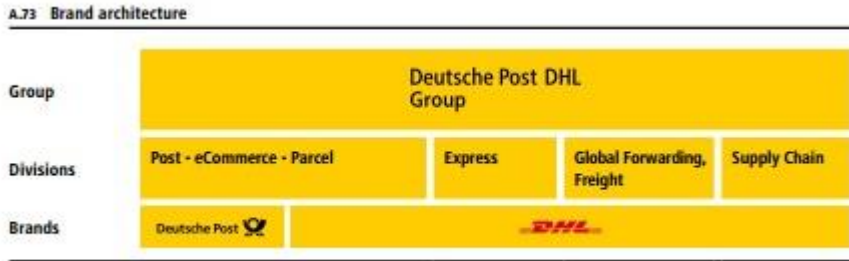 A.73 Brand architecture
Group
Deutsche Post DHL
Group
Divisions
Post - eCommerce - Parcel
Express
Global Forwarding,
Freight
Supply Chain
Brands
Deutsche Post
DHL